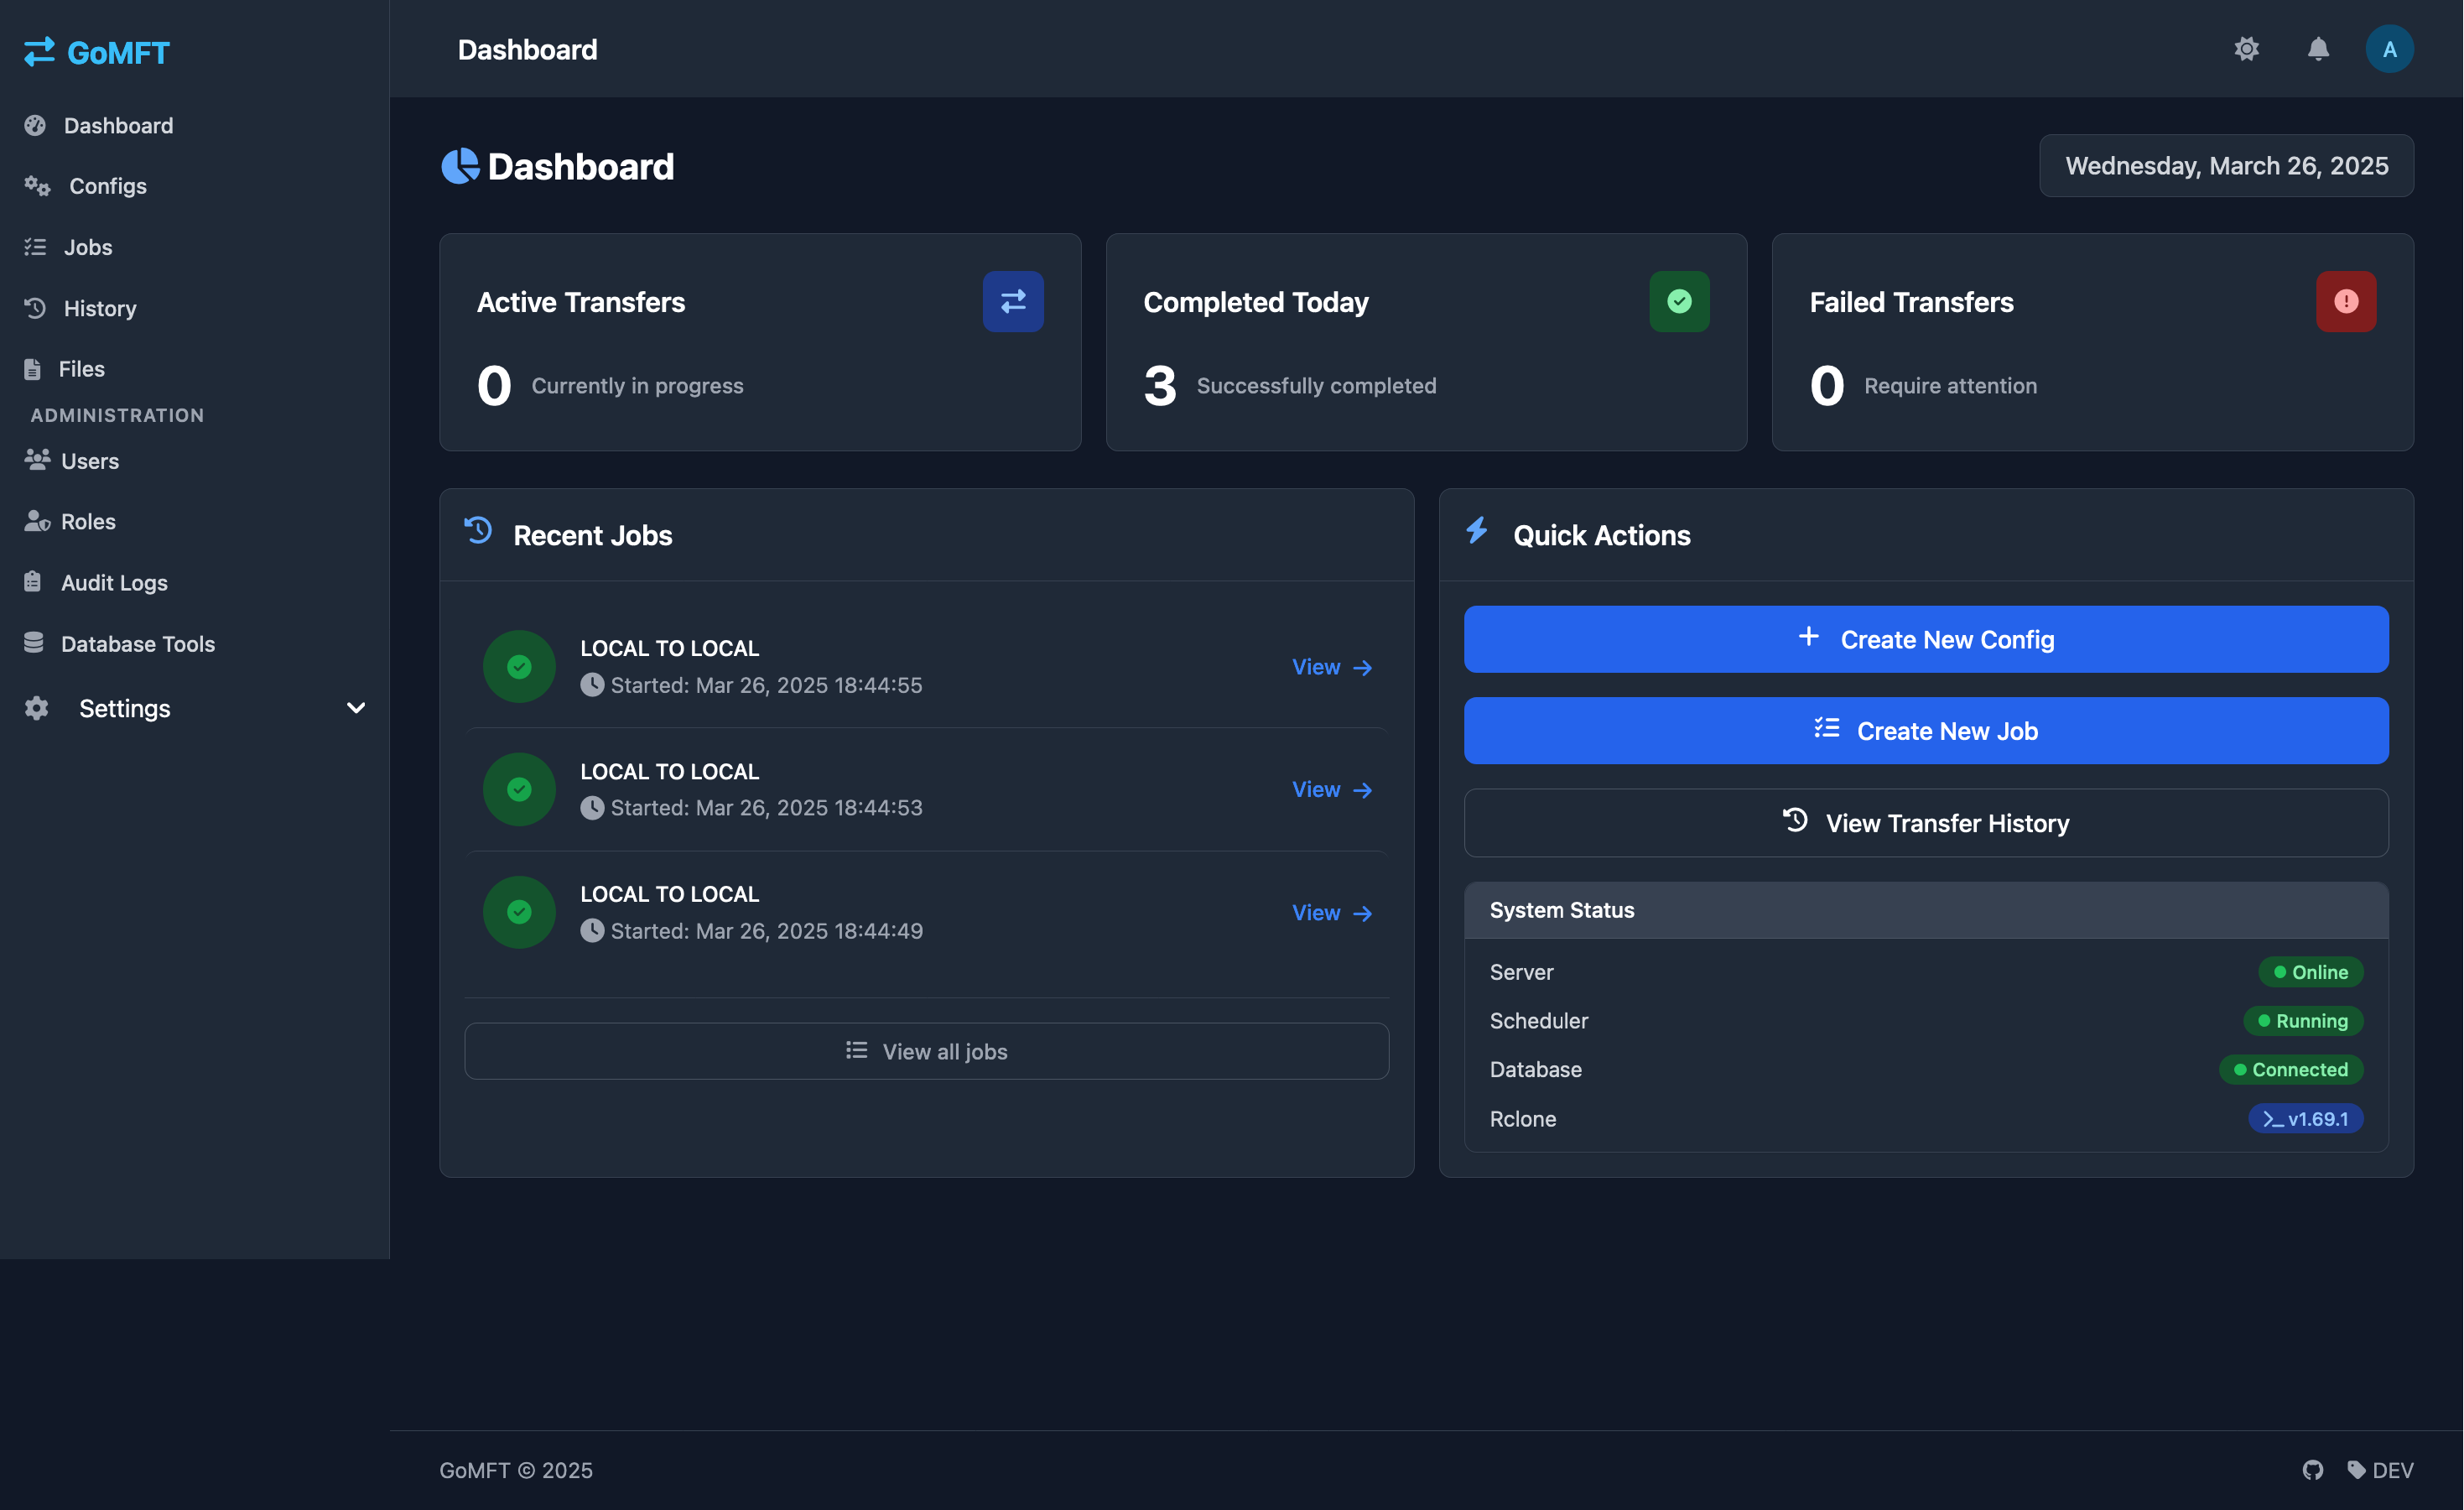 GoMFT
Dashboard
Configs
Jobs
History
Files
ADMINISTRATION
Users
Roles
Audit Logs
Database Tools
Settings
Dashboard
A
Dashboard
Wednesday, March 26, 2025
Active Transfers
0 Currently in progress
Completed Today
3 Successfully completed
Failed Transfers
0 Require attention
Recent Jobs
LOCAL TO LOCAL
Started: Mar 26, 2025 18:44:55
View
LOCAL TO LOCAL
Started: Mar 26, 2025 18:44:53
View
LOCAL TO LOCAL
Started: Mar 26, 2025 18:44:49
View
View all jobs
Quick Actions
Create New Config
Create New Job
View Transfer History
System Status
Server Online
Scheduler Running
Database Connected
Rclone v1.69.1
GoMFT © 2025
DEV